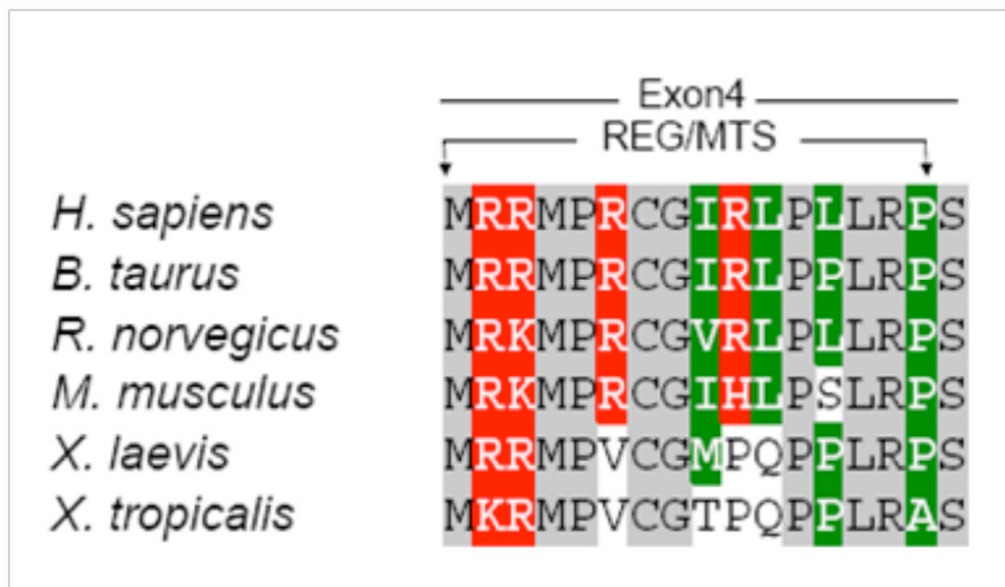 Exon4
REG/MTS
H. sapiens MRRMPRCGIRLPLLRPS
B. taurus MRRMPRCGIRLPPLRPS
R. norvegicus MRKMPRCGVRLPLLRPS
M. musculus MRKMPRCGIHLPSLRPS
X. laevis MRRMPVCGMPQPPLRPS
X. tropicalis MKRMPVCGTPQPPLRAS